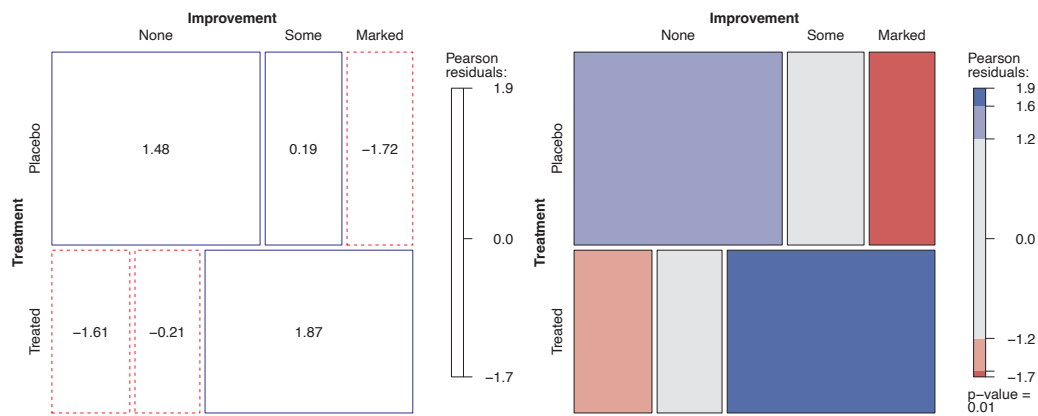 Improvement
None Some Marked
Treatment
Placebo
Treated
1.48 0.19 −1.72
−1.61 −0.21 1.87
Pearson
residuals:
1.9
0.0
−1.7
Improvement
None Some Marked
Treatment
Placebo
Treated
Pearson
residuals:
1.9
1.6
1.2
0.0
−1.2
−1.7
p−value =
0.01